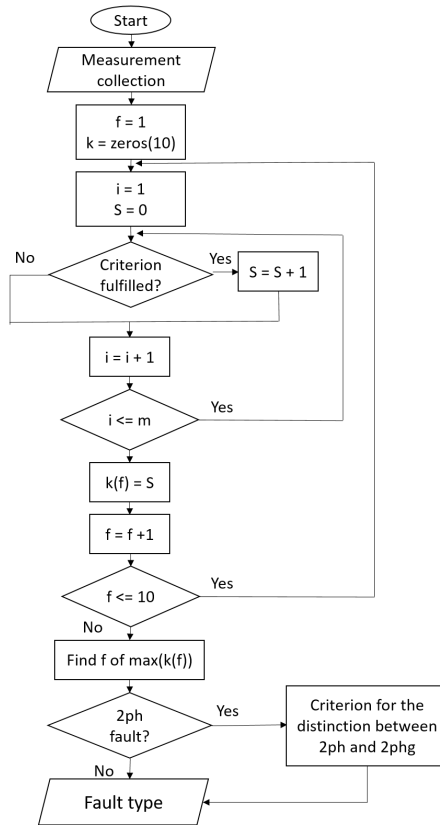 Start
Measurement
collection
f = 1
k = zeros(10)
i = 1
S = 0
No
Criterion
fulfilled?
Yes
S = S + 1
i = i + 1
i <= m
Yes
k(f) = S
f = f +1
f <= 10
Yes
No
Find f of max(k(f))
2ph
fault?
Yes
Criterion for the
distinction between
2ph and 2phg
No
Fault type